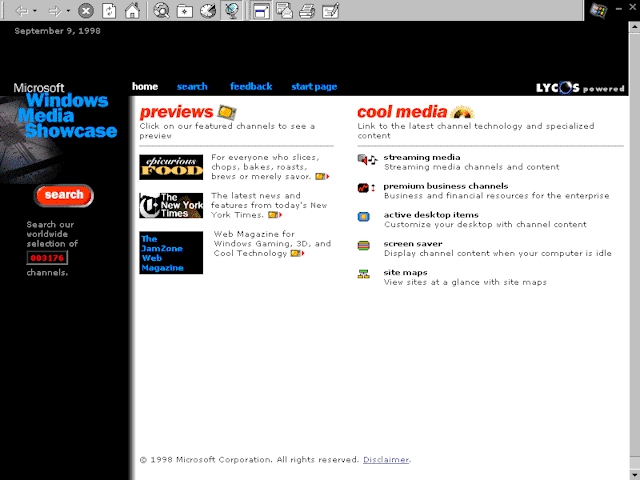 September 9, 1998
Microsoft
Windows
Media
Showcase
home search feedback start page
LYCOS powered
search
Search our
worldwide
selection of
003176
channels.
previews
Click on our featured channels to see a
preview
epicurious
FOOD
For everyone who slices,
chops, bakes, roasts,
brews or merely savor.
The
New York
Times
The latest news and
features from today's New
York Times.
The
JamZone
Web
Magazine
Web Magazine for
Windows Gaming, 3D, and
Cool Technology
cool media
Link to the latest channel technology and specialized
content
streaming media
Streaming media channels and content
premium business channels
Business and financial resources for the enterprise
active desktop items
Customize your desktop with channel content
screen saver
Display channel content when your computer is idle
site maps
View sites at a glance with site maps
© 1998 Microsoft Corporation. All rights reserved. Disclaimer.